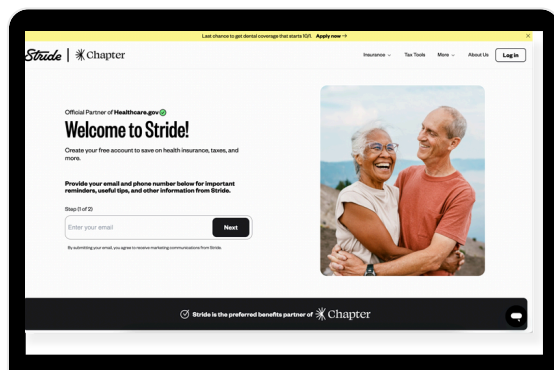 Last chance to get dental coverage that starts 10/1. Apply now →
Stride | Chapter
Insurance
Tax Tools
More
About Us
Log in
Official Partner of Healthcare.gov
Welcome to Stride!
Create your free account to save on health insurance, taxes, and
more.
Provide your email and phone number below for important
reminders, useful tips, and other information from Stride.
Step (1 of 2)
Enter your email
Next
By submitting your email, you agree to receive marketing communications from Stride.
Stride is the preferred benefits partner of Chapter